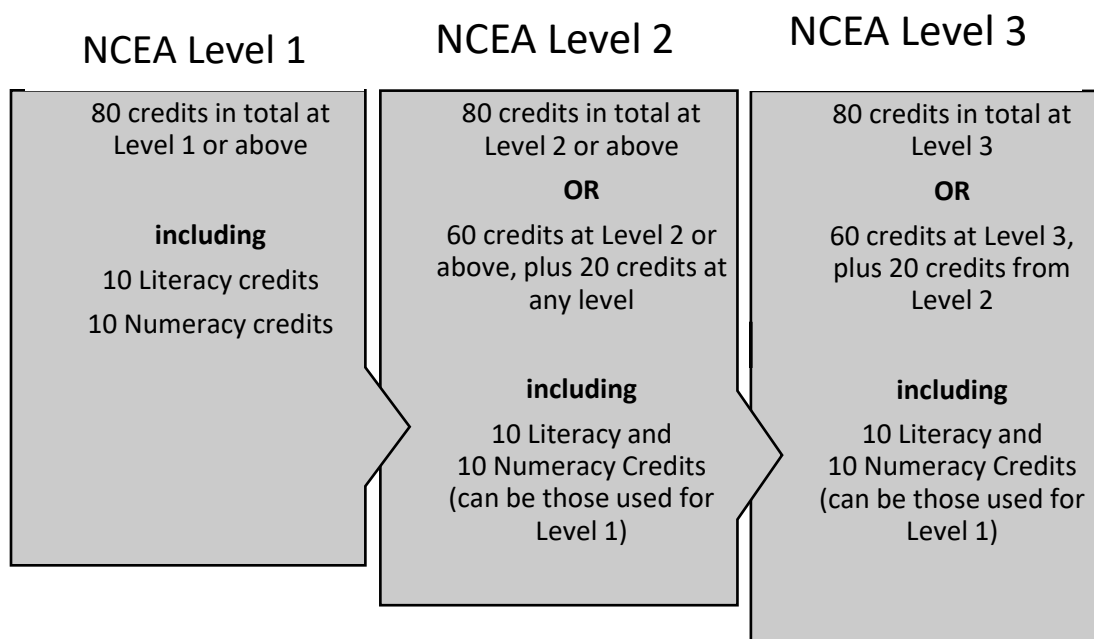 NCEA Level 1
80 credits in total at
Level 1 or above
including
10 Literacy credits
10 Numeracy credits
NCEA Level 2
80 credits in total at
Level 2 or above
OR
60 credits at Level 2 or
above, plus 20 credits at
any level
including
10 Literacy and
10 Numeracy Credits
(can be those used for
Level 1)
NCEA Level 3
80 credits in total at
Level 3
OR
60 credits at Level 3,
plus 20 credits from
Level 2
including
10 Literacy and
10 Numeracy Credits
(can be those used for
Level 1)